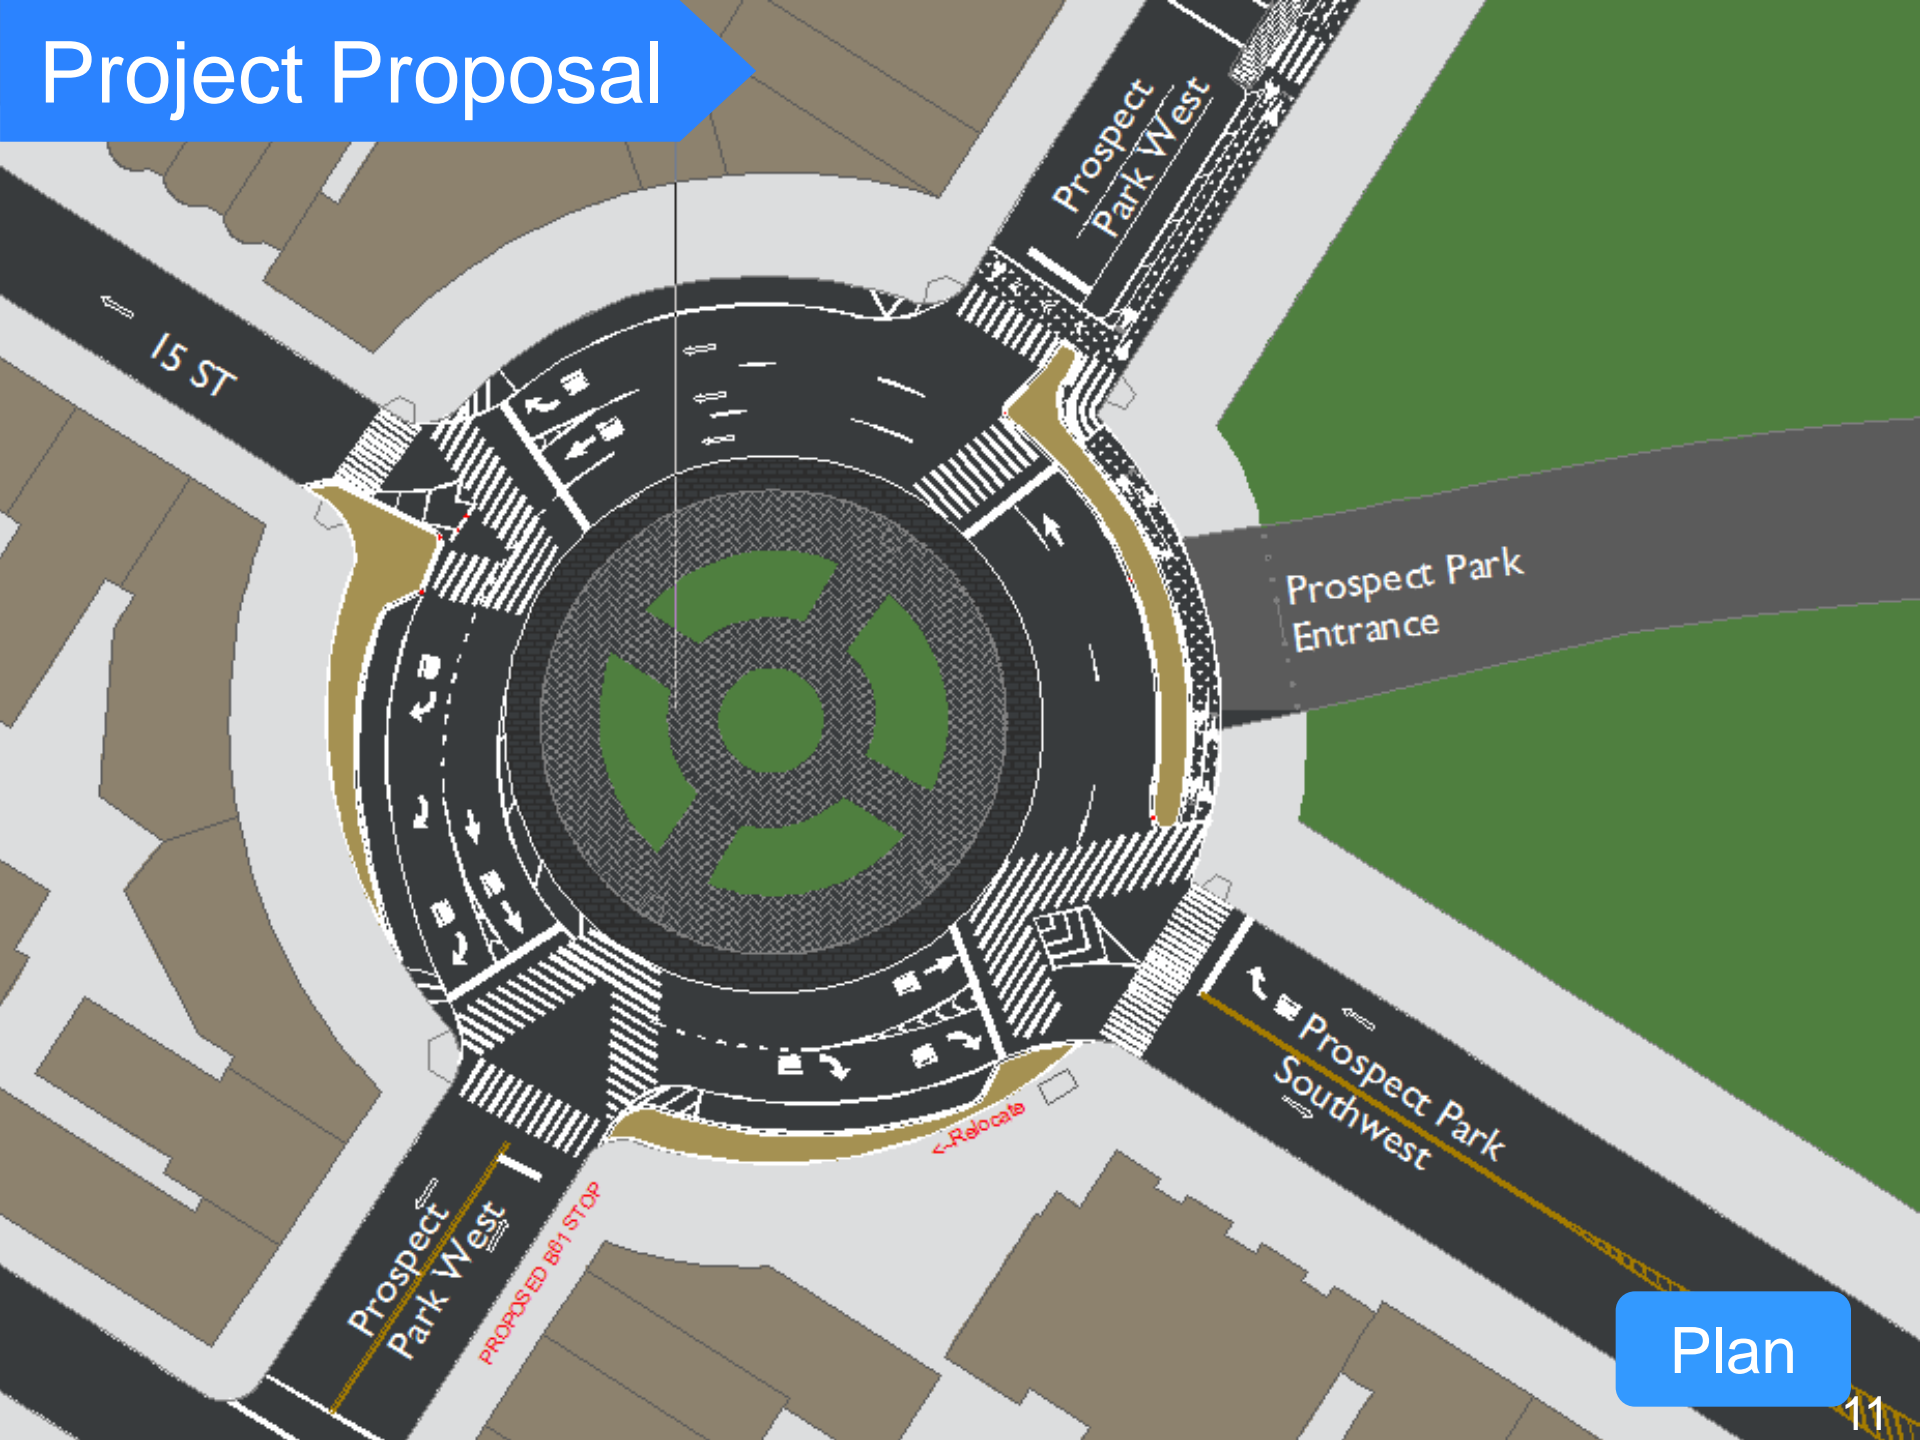 Project Proposal
Prospect
Park West
15 ST
Prospect Park
Entrance
Prospect Park
Southwest
<-Relocate
PROPOSED B61 STOP
Prospect
Park West
Plan
11